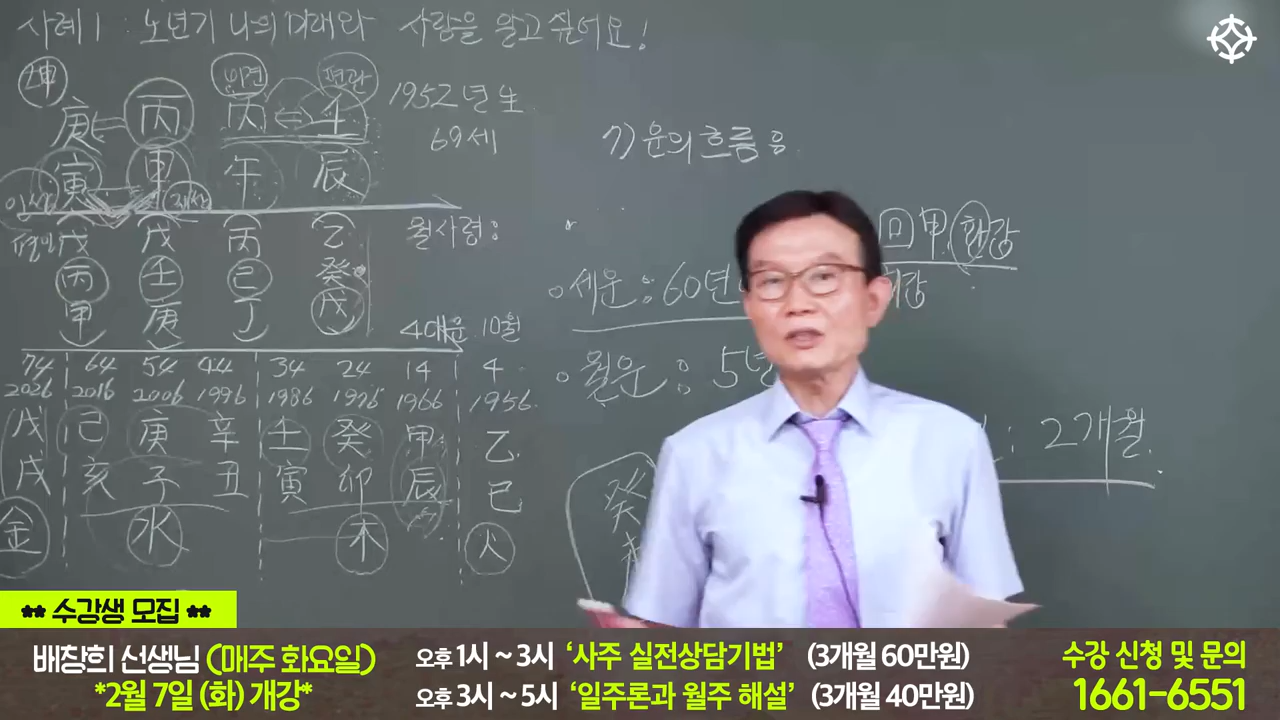 사례 1 : 노년기 나의 미래와 사랑을 알고 싶어요!
坤
비견 편관
庚 丙 丙 壬
1952년生
69세
寅 申 午 辰
7) 운의 흐름 음
재성
월사령:
戊 戊 丙 乙
回甲
丙 壬 己 癸
세운 : 60년
甲 庚 丁 戊
4대운 10월
74 64 54 44 34 24 14 4
월운 : 5년
2026 2016 2006 1996 1986 1976 1966 1956
戊 己 庚 辛 壬 癸 甲 乙
: 2개월
戌 亥 子 丑 寅 卯 辰 巳
癸
金 水 木 火
** 수강생 모집 **
배창희 선생님 (매주 화요일)
*2월 7일 (화) 개강*
오후 1시 ~ 3시 ‘사주 실전상담기법’ (3개월 60만원)
오후 3시 ~ 5시 ‘일주론과 월주 해설’ (3개월 40만원)
수강 신청 및 문의
1661-6551